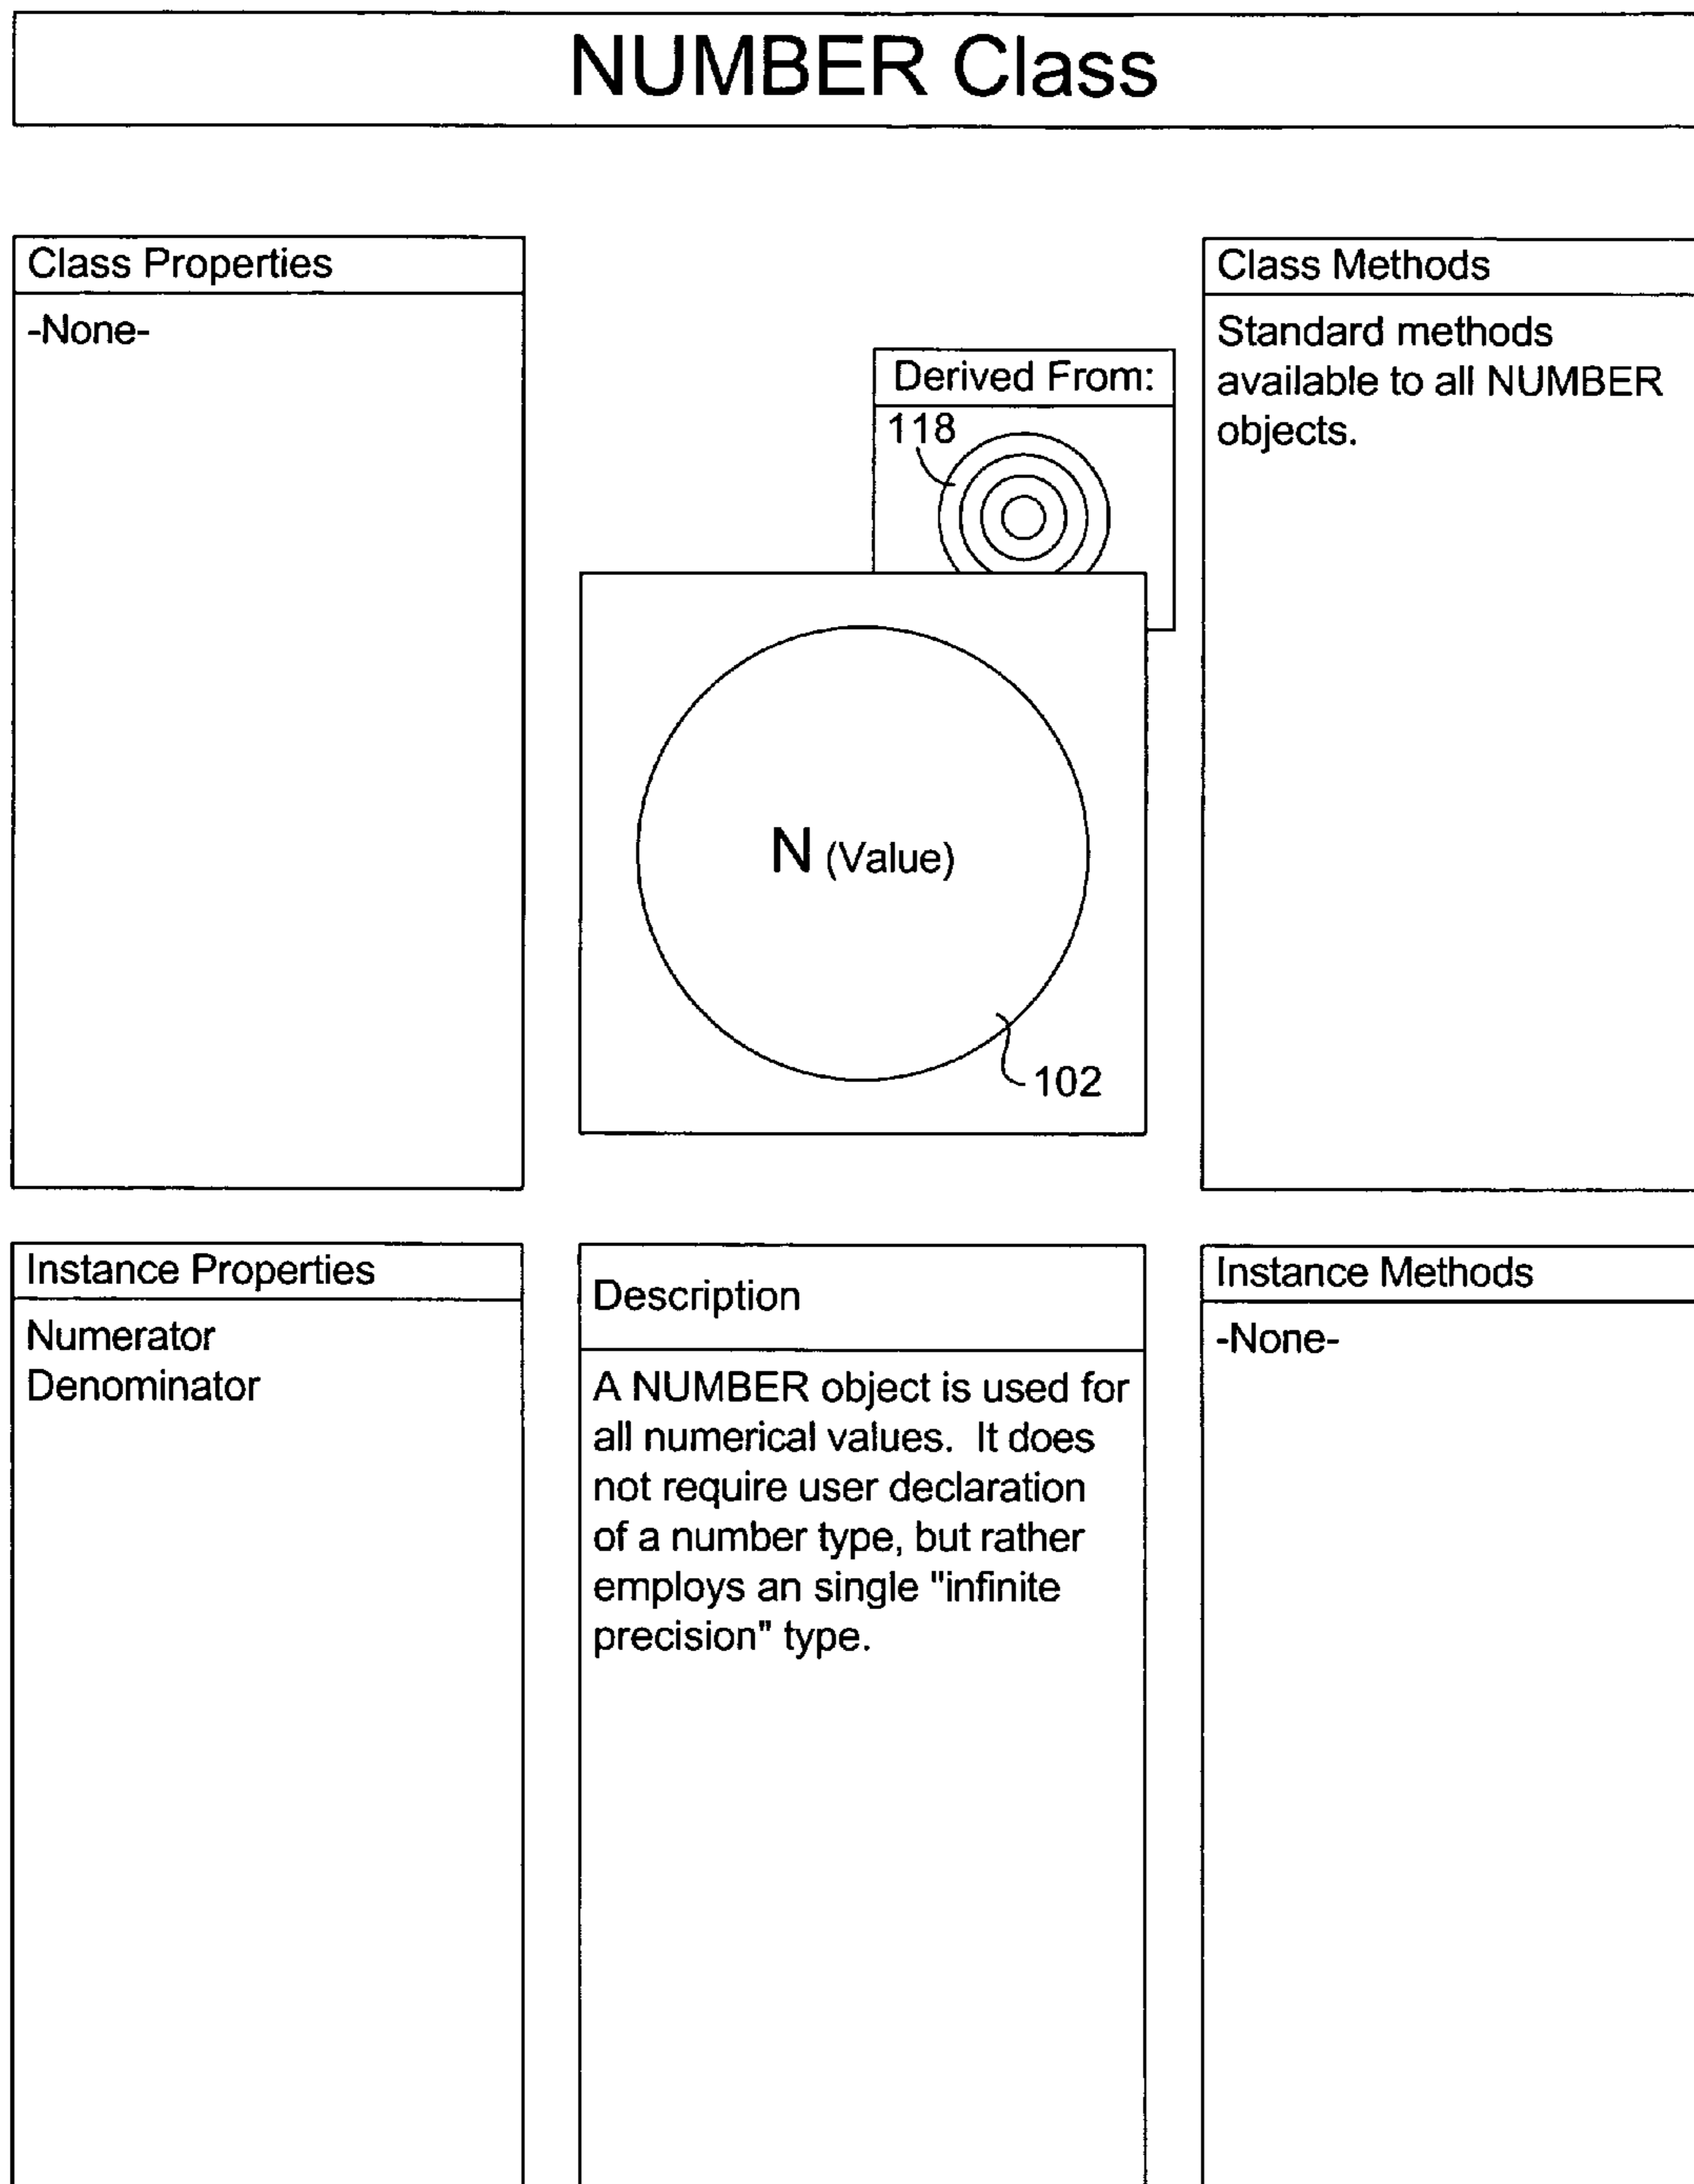 NUMBER Class
Class Properties
-None-
Derived From:
118
N (Value)
102
Class Methods
Standard methods
available to all NUMBER
objects.
Instance Properties
Numerator
Denominator
Description
A NUMBER object is used for
all numerical values. It does
not require user declaration
of a number type, but rather
employs an single "infinite
precision" type.
Instance Methods
-None-